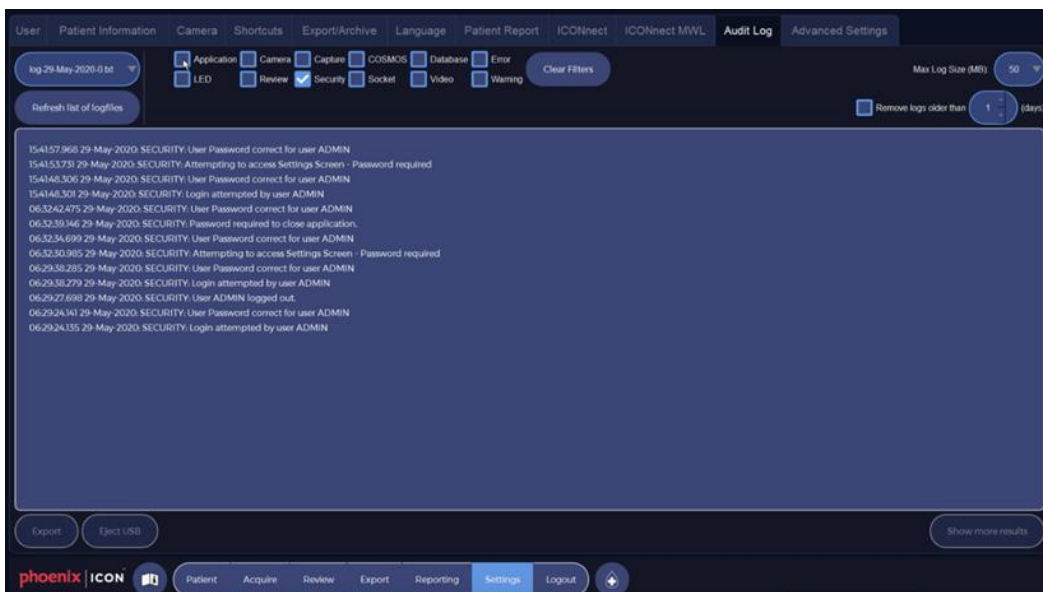 User Patient Information Camera Shortcuts Export/Archive Language Patient Report ICONnect ICONnect MWL Audit Log Advanced Settings
log-29-May-2020-0.txt Application Camera Capture COSMOS Database Error Clear Filters Max Log Size (MB): 50
LED Review Security Socket Video Warning
Refresh list of logfiles Remove logs older than 1 (days
15:41:57.968 29-May-2020: SECURITY: User Password correct for user ADMIN
15:41:53.731 29-May-2020: SECURITY: Attempting to access Settings Screen - Password required
15:41:48.306 29-May-2020: SECURITY: User Password correct for user ADMIN
15:41:48.301 29-May-2020: SECURITY: Login attempted by user ADMIN
06:32:42.475 29-May-2020: SECURITY: User Password correct for user ADMIN
06:32:39.146 29-May-2020: SECURITY: Password required to close application.
06:32:34.699 29-May-2020: SECURITY: User Password correct for user ADMIN
06:32:30.985 29-May-2020: SECURITY: Attempting to access Settings Screen - Password required
06:29:38.285 29-May-2020: SECURITY: User Password correct for user ADMIN
06:29:38.279 29-May-2020: SECURITY: Login attempted by user ADMIN
06:29:27.698 29-May-2020: SECURITY: User ADMIN logged out.
06:29:24.141 29-May-2020: SECURITY: User Password correct for user ADMIN
06:29:24.135 29-May-2020: SECURITY: Login attempted by user ADMIN
Export Eject USB Show more results
phoenix | ICON Patient Acquire Review Export Reporting Settings Logout